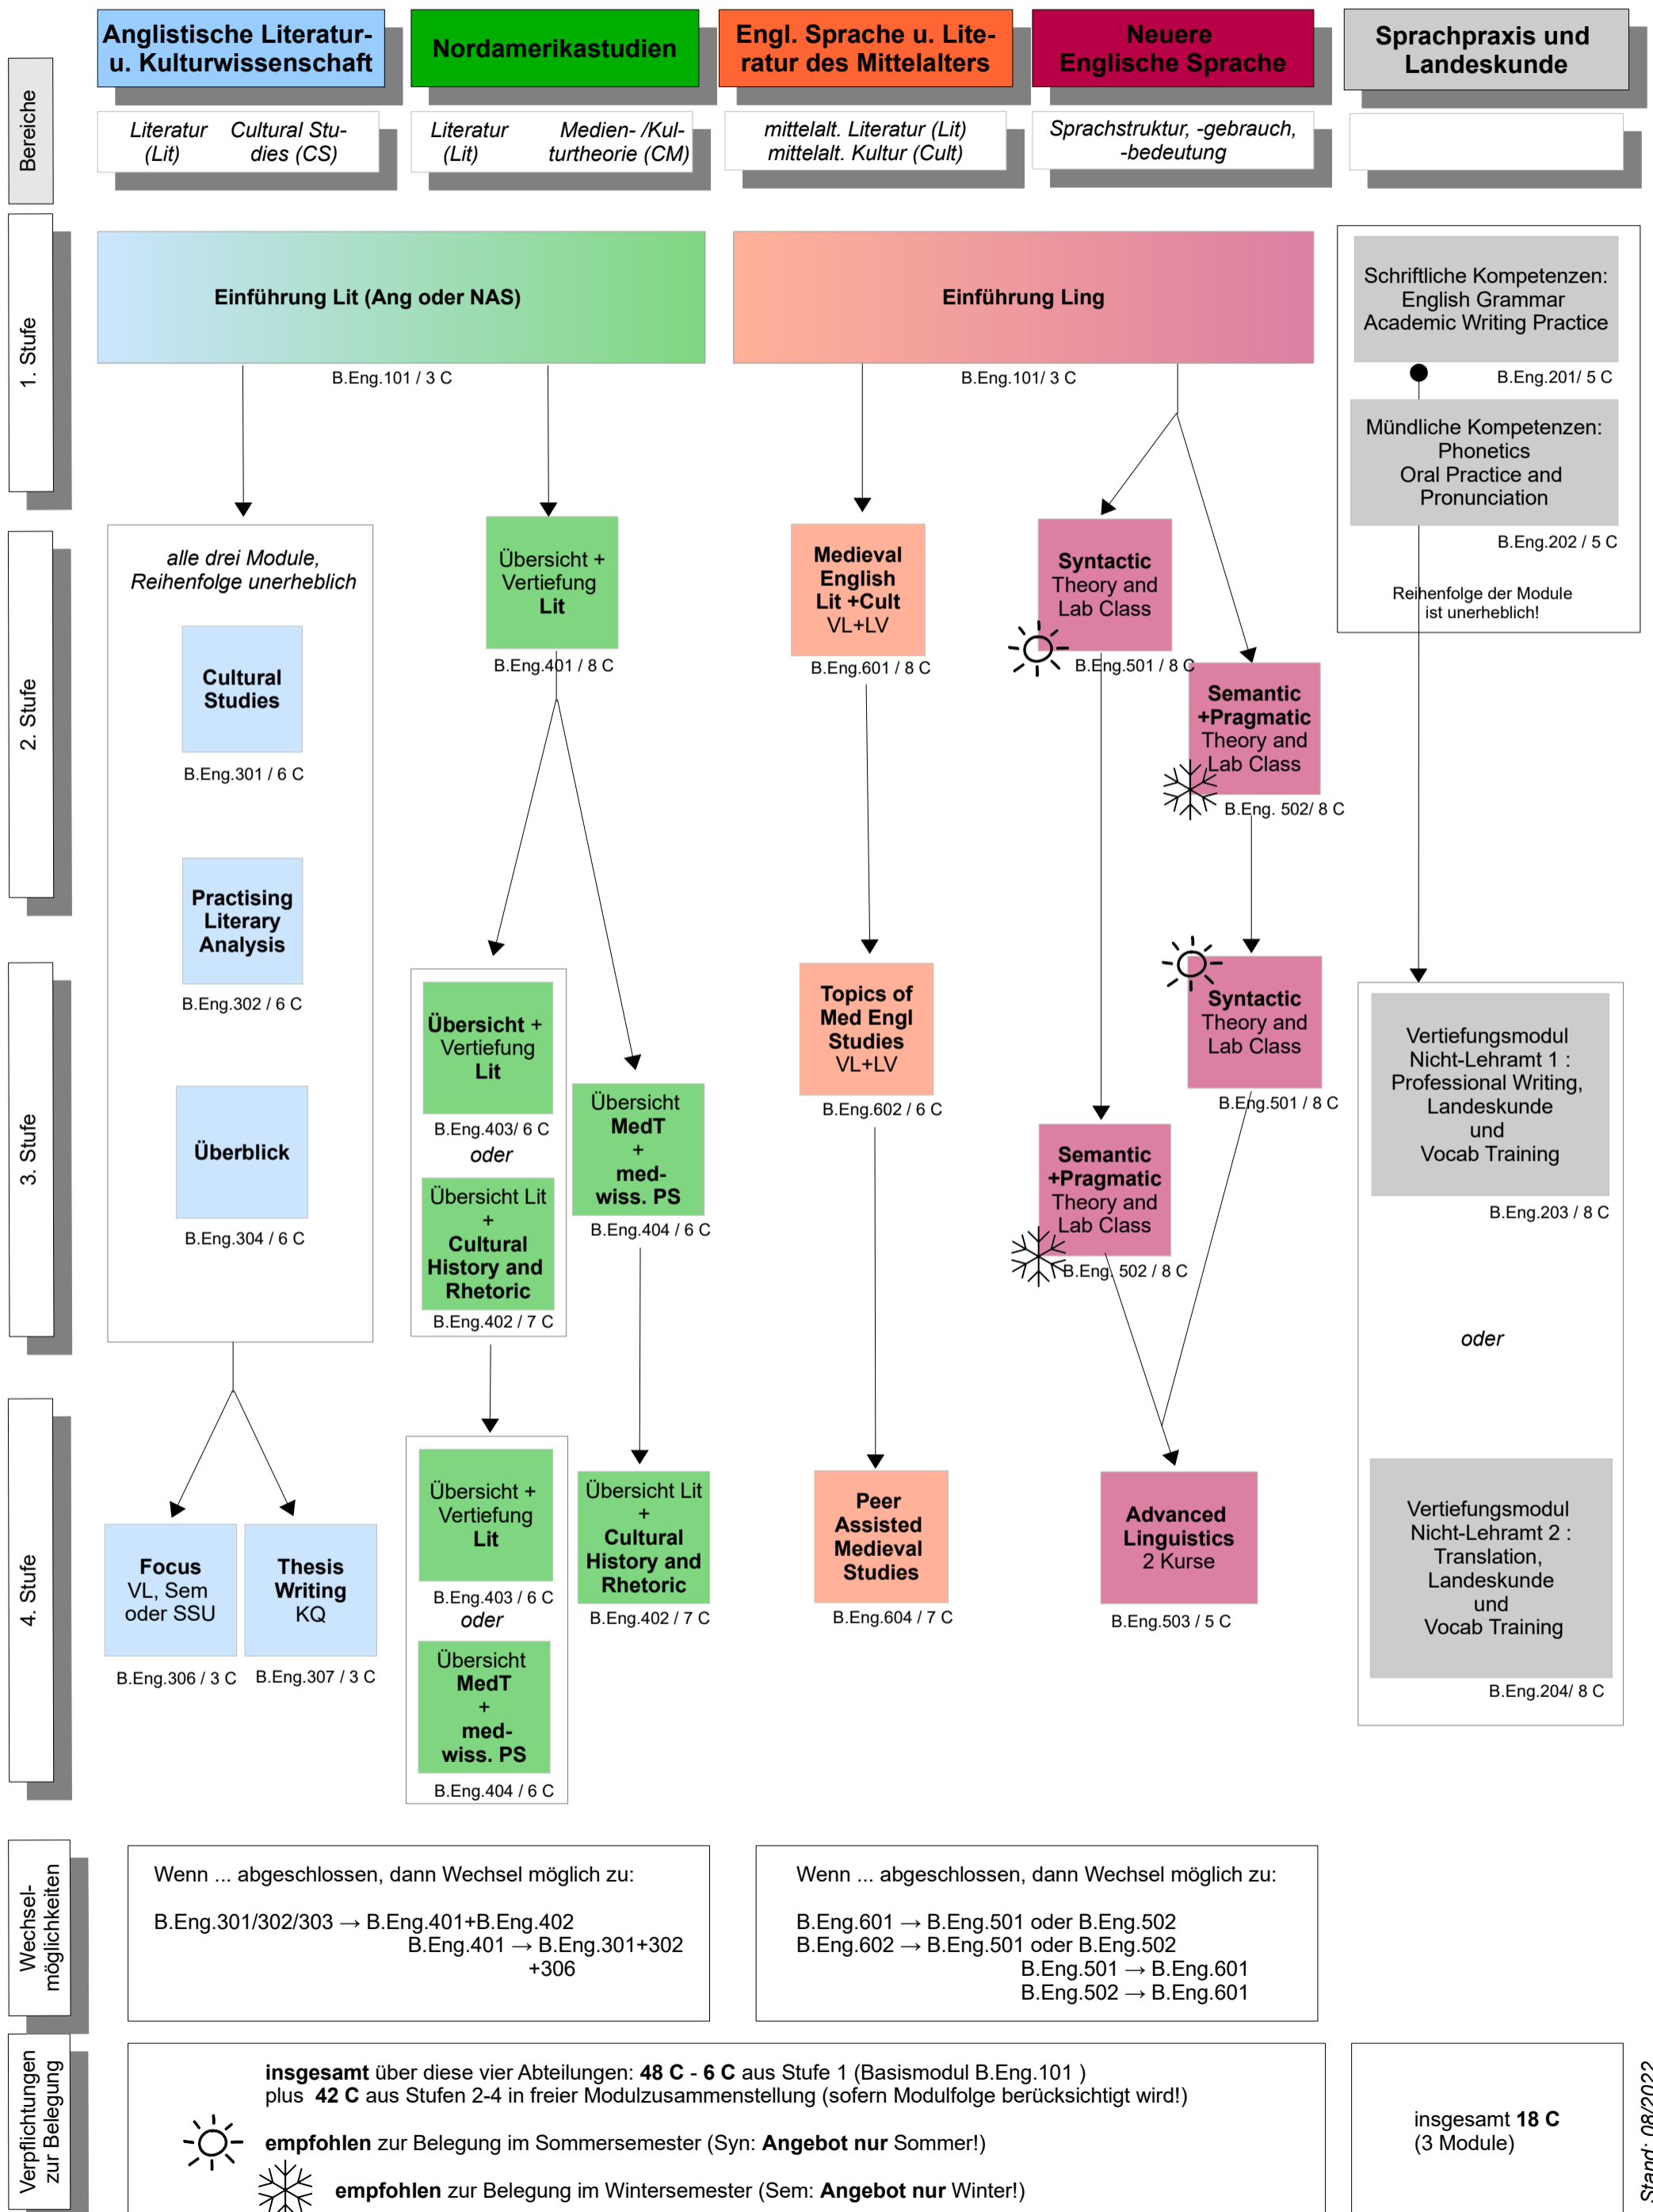 Anglistische Literatur-
u. Kulturwissenschaft
Nordamerikastudien
Engl. Sprache u. Lite-
ratur des Mittelalters
Neuere
Englische Sprache
Sprachpraxis und
Landeskunde
Bereiche
Literatur
(Lit)
Cultural Stu-
dies (CS)
Literatur
(Lit)
Medien- /Kul-
turtheorie (CM)
mittelalt. Literatur (Lit)
mittelalt. Kultur (Cult)
Sprachstruktur, -gebrauch,
-bedeutung
1. Stufe
Einführung Lit (Ang oder NAS)
B.Eng.101 / 3 C
Einführung Ling
B.Eng.101/ 3 C
Schriftliche Kompetenzen:
English Grammar
Academic Writing Practice
B.Eng.201/ 5 C
Mündliche Kompetenzen:
Phonetics
Oral Practice and
Pronunciation
B.Eng.202 / 5 C
Reihenfolge der Module
ist unerheblich!
2. Stufe
alle drei Module,
Reihenfolge unerheblich
Cultural
Studies
B.Eng.301 / 6 C
Practising
Literary
Analysis
B.Eng.302 / 6 C
Überblick
B.Eng.304 / 6 C
Übersicht +
Vertiefung
Lit
B.Eng.401 / 8 C
Medieval
English
Lit +Cult
VL+LV
B.Eng.601 / 8 C
Syntactic
Theory and
Lab Class
B.Eng.501 / 8 C
Semantic
+Pragmatic
Theory and
Lab Class
B.Eng. 502/ 8 C
3. Stufe
Übersicht +
Vertiefung
Lit
B.Eng.403/ 6 C
oder
Übersicht Lit
+
Cultural
History and
Rhetoric
B.Eng.402 / 7 C
Übersicht
MedT
+
med-
wiss. PS
B.Eng.404 / 6 C
Topics of
Med Engl
Studies
VL+LV
B.Eng.602 / 6 C
Syntactic
Theory and
Lab Class
B.Eng.501 / 8 C
Semantic
+Pragmatic
Theory and
Lab Class
B.Eng. 502 / 8 C
Vertiefungsmodul
Nicht-Lehramt 1 :
Professional Writing,
Landeskunde
und
Vocab Training
B.Eng.203 / 8 C
oder
Vertiefungsmodul
Nicht-Lehramt 2 :
Translation,
Landeskunde
und
Vocab Training
B.Eng.204/ 8 C
4. Stufe
Focus
VL, Sem
oder SSU
B.Eng.306 / 3 C
Thesis
Writing
KQ
B.Eng.307 / 3 C
Übersicht +
Vertiefung
Lit
B.Eng.403 / 6 C
oder
Übersicht
MedT
+
med-
wiss. PS
B.Eng.404 / 6 C
Übersicht Lit
+
Cultural
History and
Rhetoric
B.Eng.402 / 7 C
Peer
Assisted
Medieval
Studies
B.Eng.604 / 7 C
Advanced
Linguistics
2 Kurse
B.Eng.503 / 5 C
Wechsel-
möglichkeiten
Wenn ... abgeschlossen, dann Wechsel möglich zu:
B.Eng.301/302/303 → B.Eng.401+B.Eng.402
B.Eng.401 → B.Eng.301+302
+306
Wenn ... abgeschlossen, dann Wechsel möglich zu:
B.Eng.601 → B.Eng.501 oder B.Eng.502
B.Eng.602 → B.Eng.501 oder B.Eng.502
B.Eng.501 → B.Eng.601
B.Eng.502 → B.Eng.601
Verpflichtungen
zur Belegung
insgesamt über diese vier Abteilungen: 48 C - 6 C aus Stufe 1 (Basismodul B.Eng.101 )
plus 42 C aus Stufen 2-4 in freier Modulzusammenstellung (sofern Modulfolge berücksichtigt wird!)
empfohlen zur Belegung im Sommersemester (Syn: Angebot nur Sommer!)
empfohlen zur Belegung im Wintersemester (Sem: Angebot nur Winter!)
insgesamt 18 C
(3 Module)
Stand: 08/2022